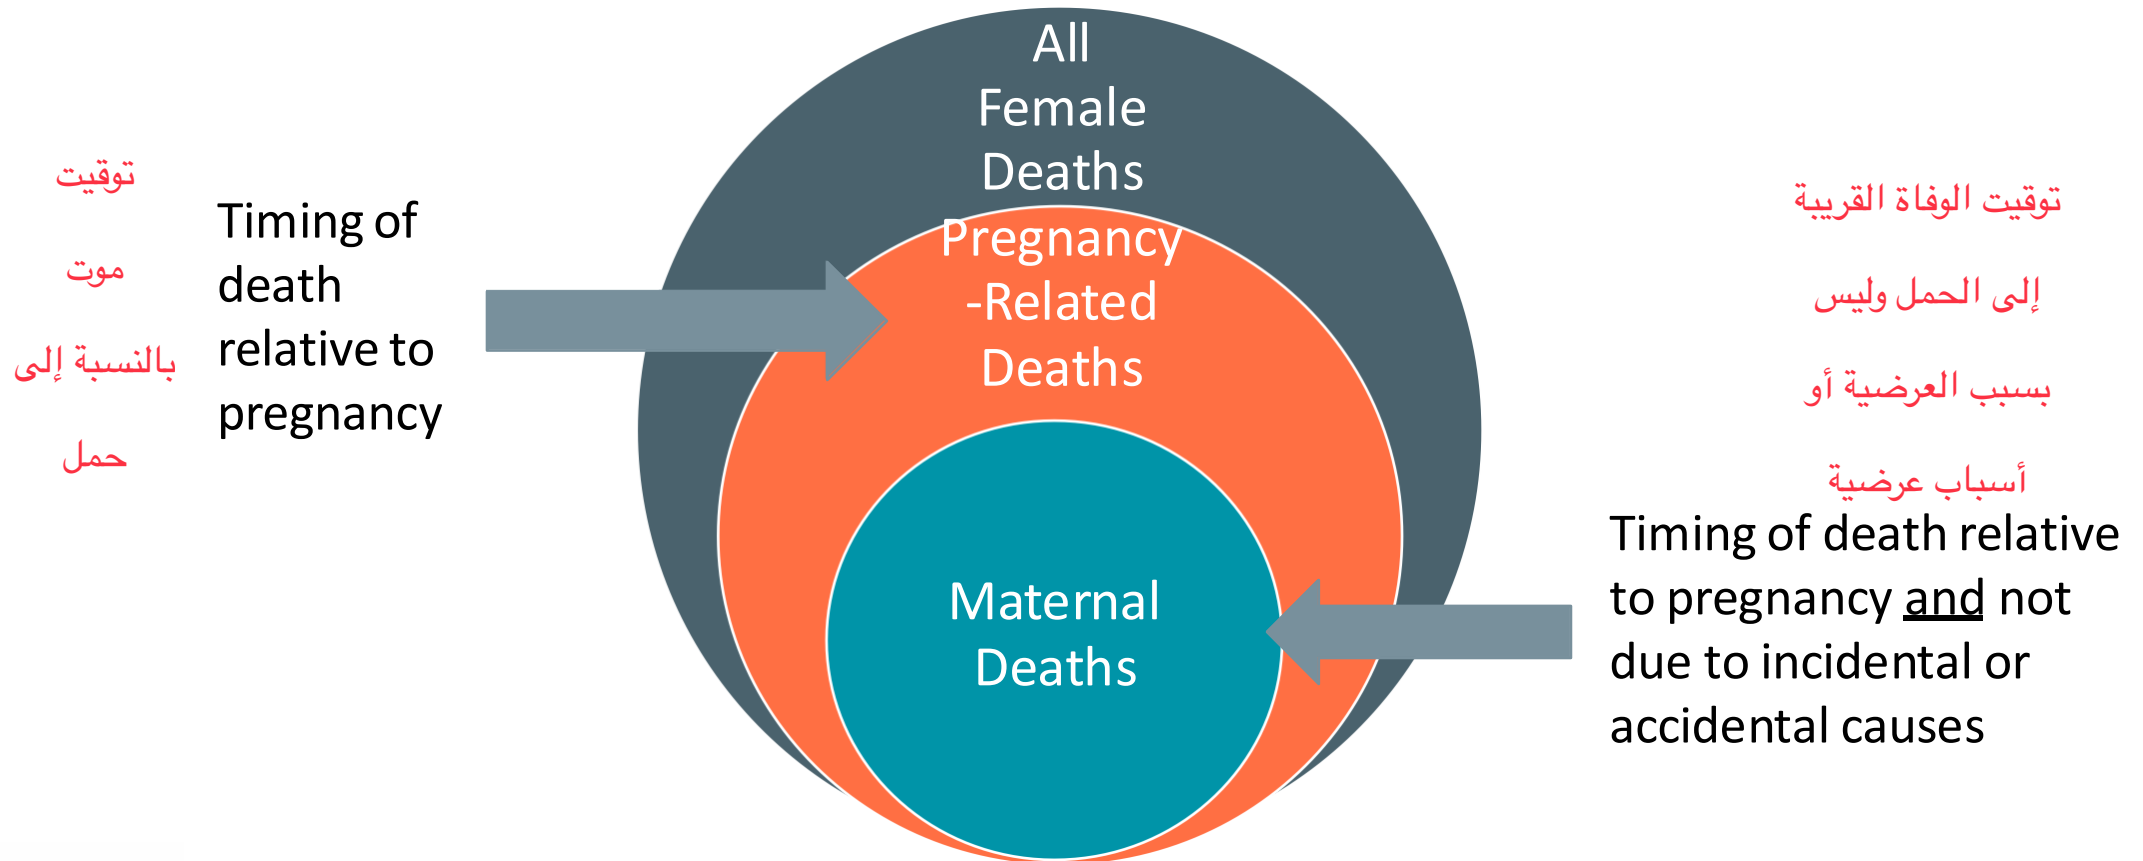 توقيت
موت
بالنسبة إلى
حمل
Timing of
death
relative to
pregnancy
All
Female
Deaths
Pregnancy
-Related
Deaths
Maternal
Deaths
توقيت الوفاة القريبة
إلى الحمل وليس
بسبب العرضية أو
أسباب عرضية
Timing of death relative
to pregnancy and not
due to incidental or
accidental causes